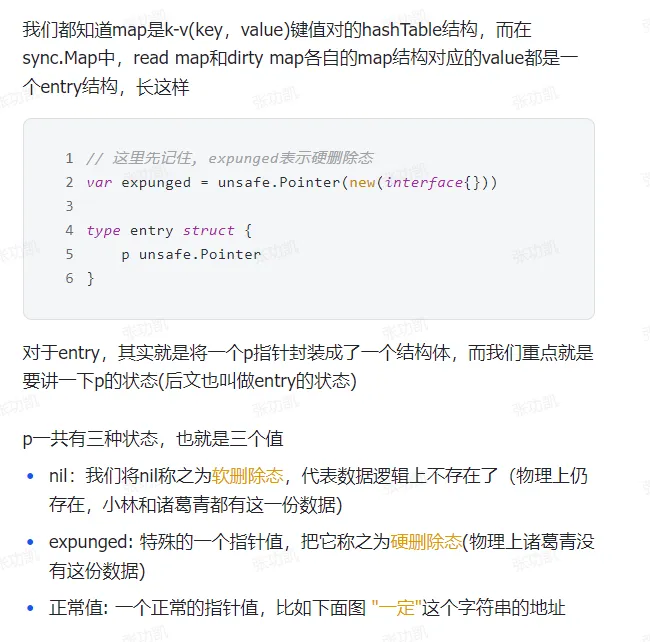 我们都知道map是k-v(key，value)键值对的hashTable结构，而在
sync.Map中，read map和dirty map各自的map结构对应的value都是一
个entry结构，长这样
1 // 这里先记住, expunged表示硬删除态
2 var expunged = unsafe.Pointer(new(interface{}))
3
4 type entry struct {
5 p unsafe.Pointer
6 }
对于entry，其实就是将一个p指针封装成了一个结构体，而我们重点就是
要讲一下p的状态(后文也叫做entry的状态)
p一共有三种状态，也就是三个值
• nil：我们将nil称之为软删除态，代表数据逻辑上不存在了（物理上仍
存在，小林和诸葛青都有这一份数据)
• expunged: 特殊的一个指针值，把它称之为硬删除态(物理上诸葛青没
有这份数据)
• 正常值: 一个正常的指针值，比如下面图 "一定"这个字符串的地址
张功凯